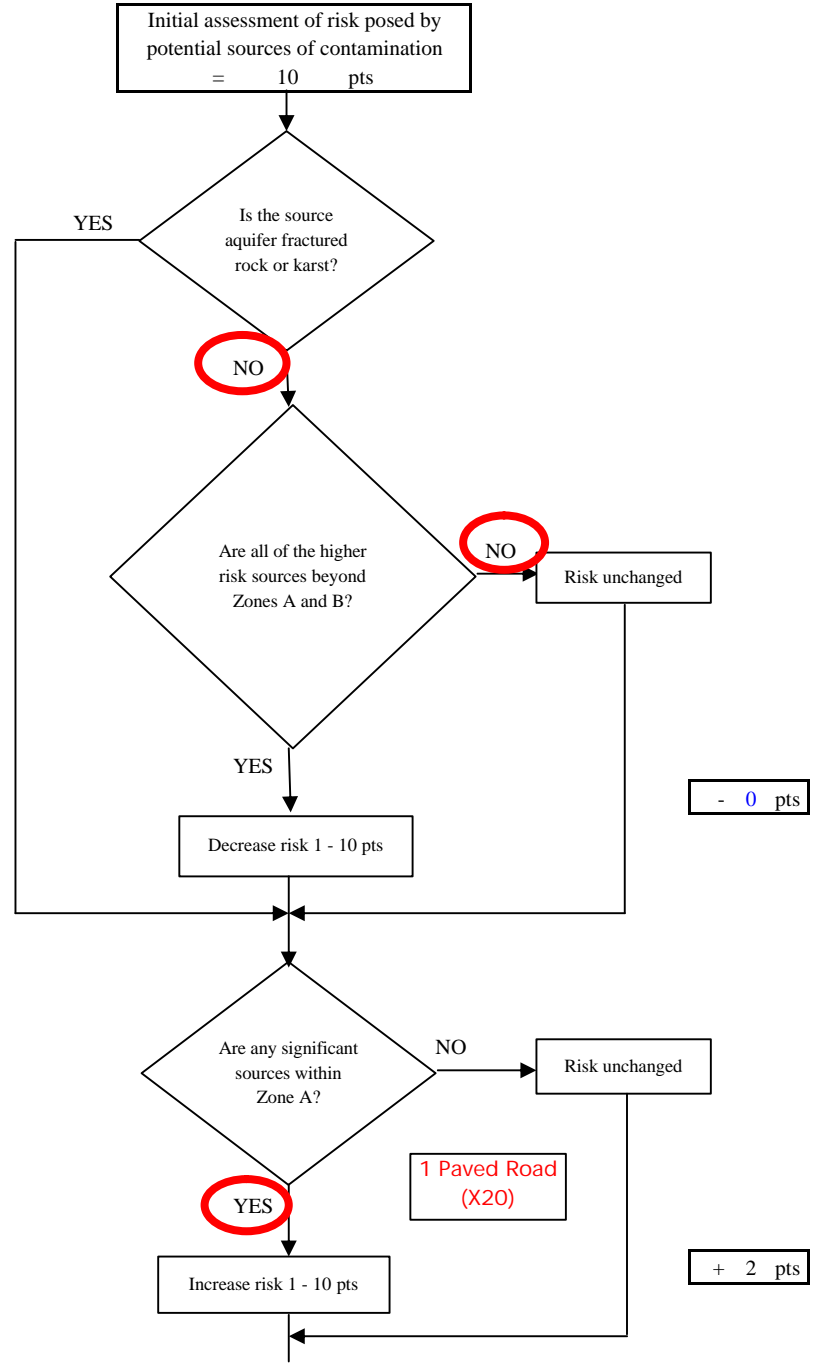 Initial assessment of risk posed by
potential sources of contamination
= 10 pts
YES
Is the source
aquifer fractured
rock or karst?
NO
Are all of the higher
risk sources beyond
Zones A and B?
NO
Risk unchanged
YES
- 0 pts
Decrease risk 1 - 10 pts
Are any significant
sources within
Zone A?
NO
Risk unchanged
1 Paved Road
(X20)
YES
+ 2 pts
Increase risk 1 - 10 pts